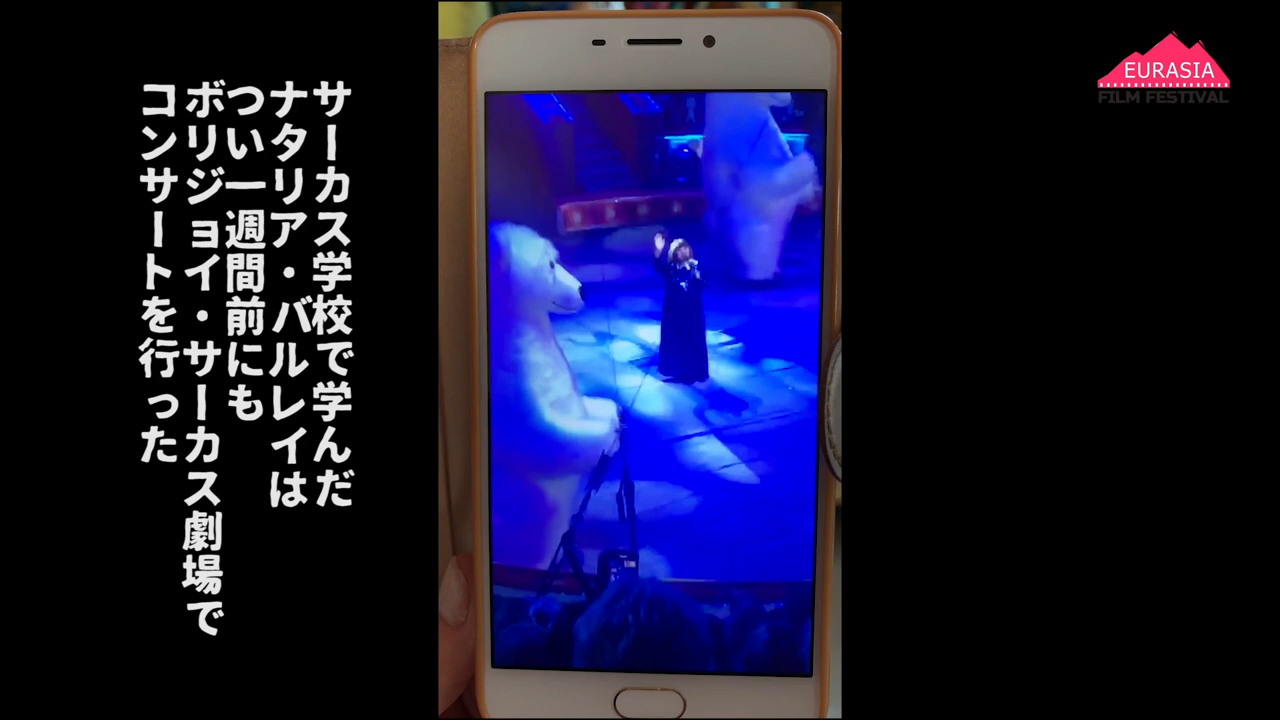 サーカス学校で学んだ
ナタリア・バルレイは
つい一週間前にも
ボリジョイ・サーカス劇場で
コンサートを行った
EURASIA
FILM FESTIVAL